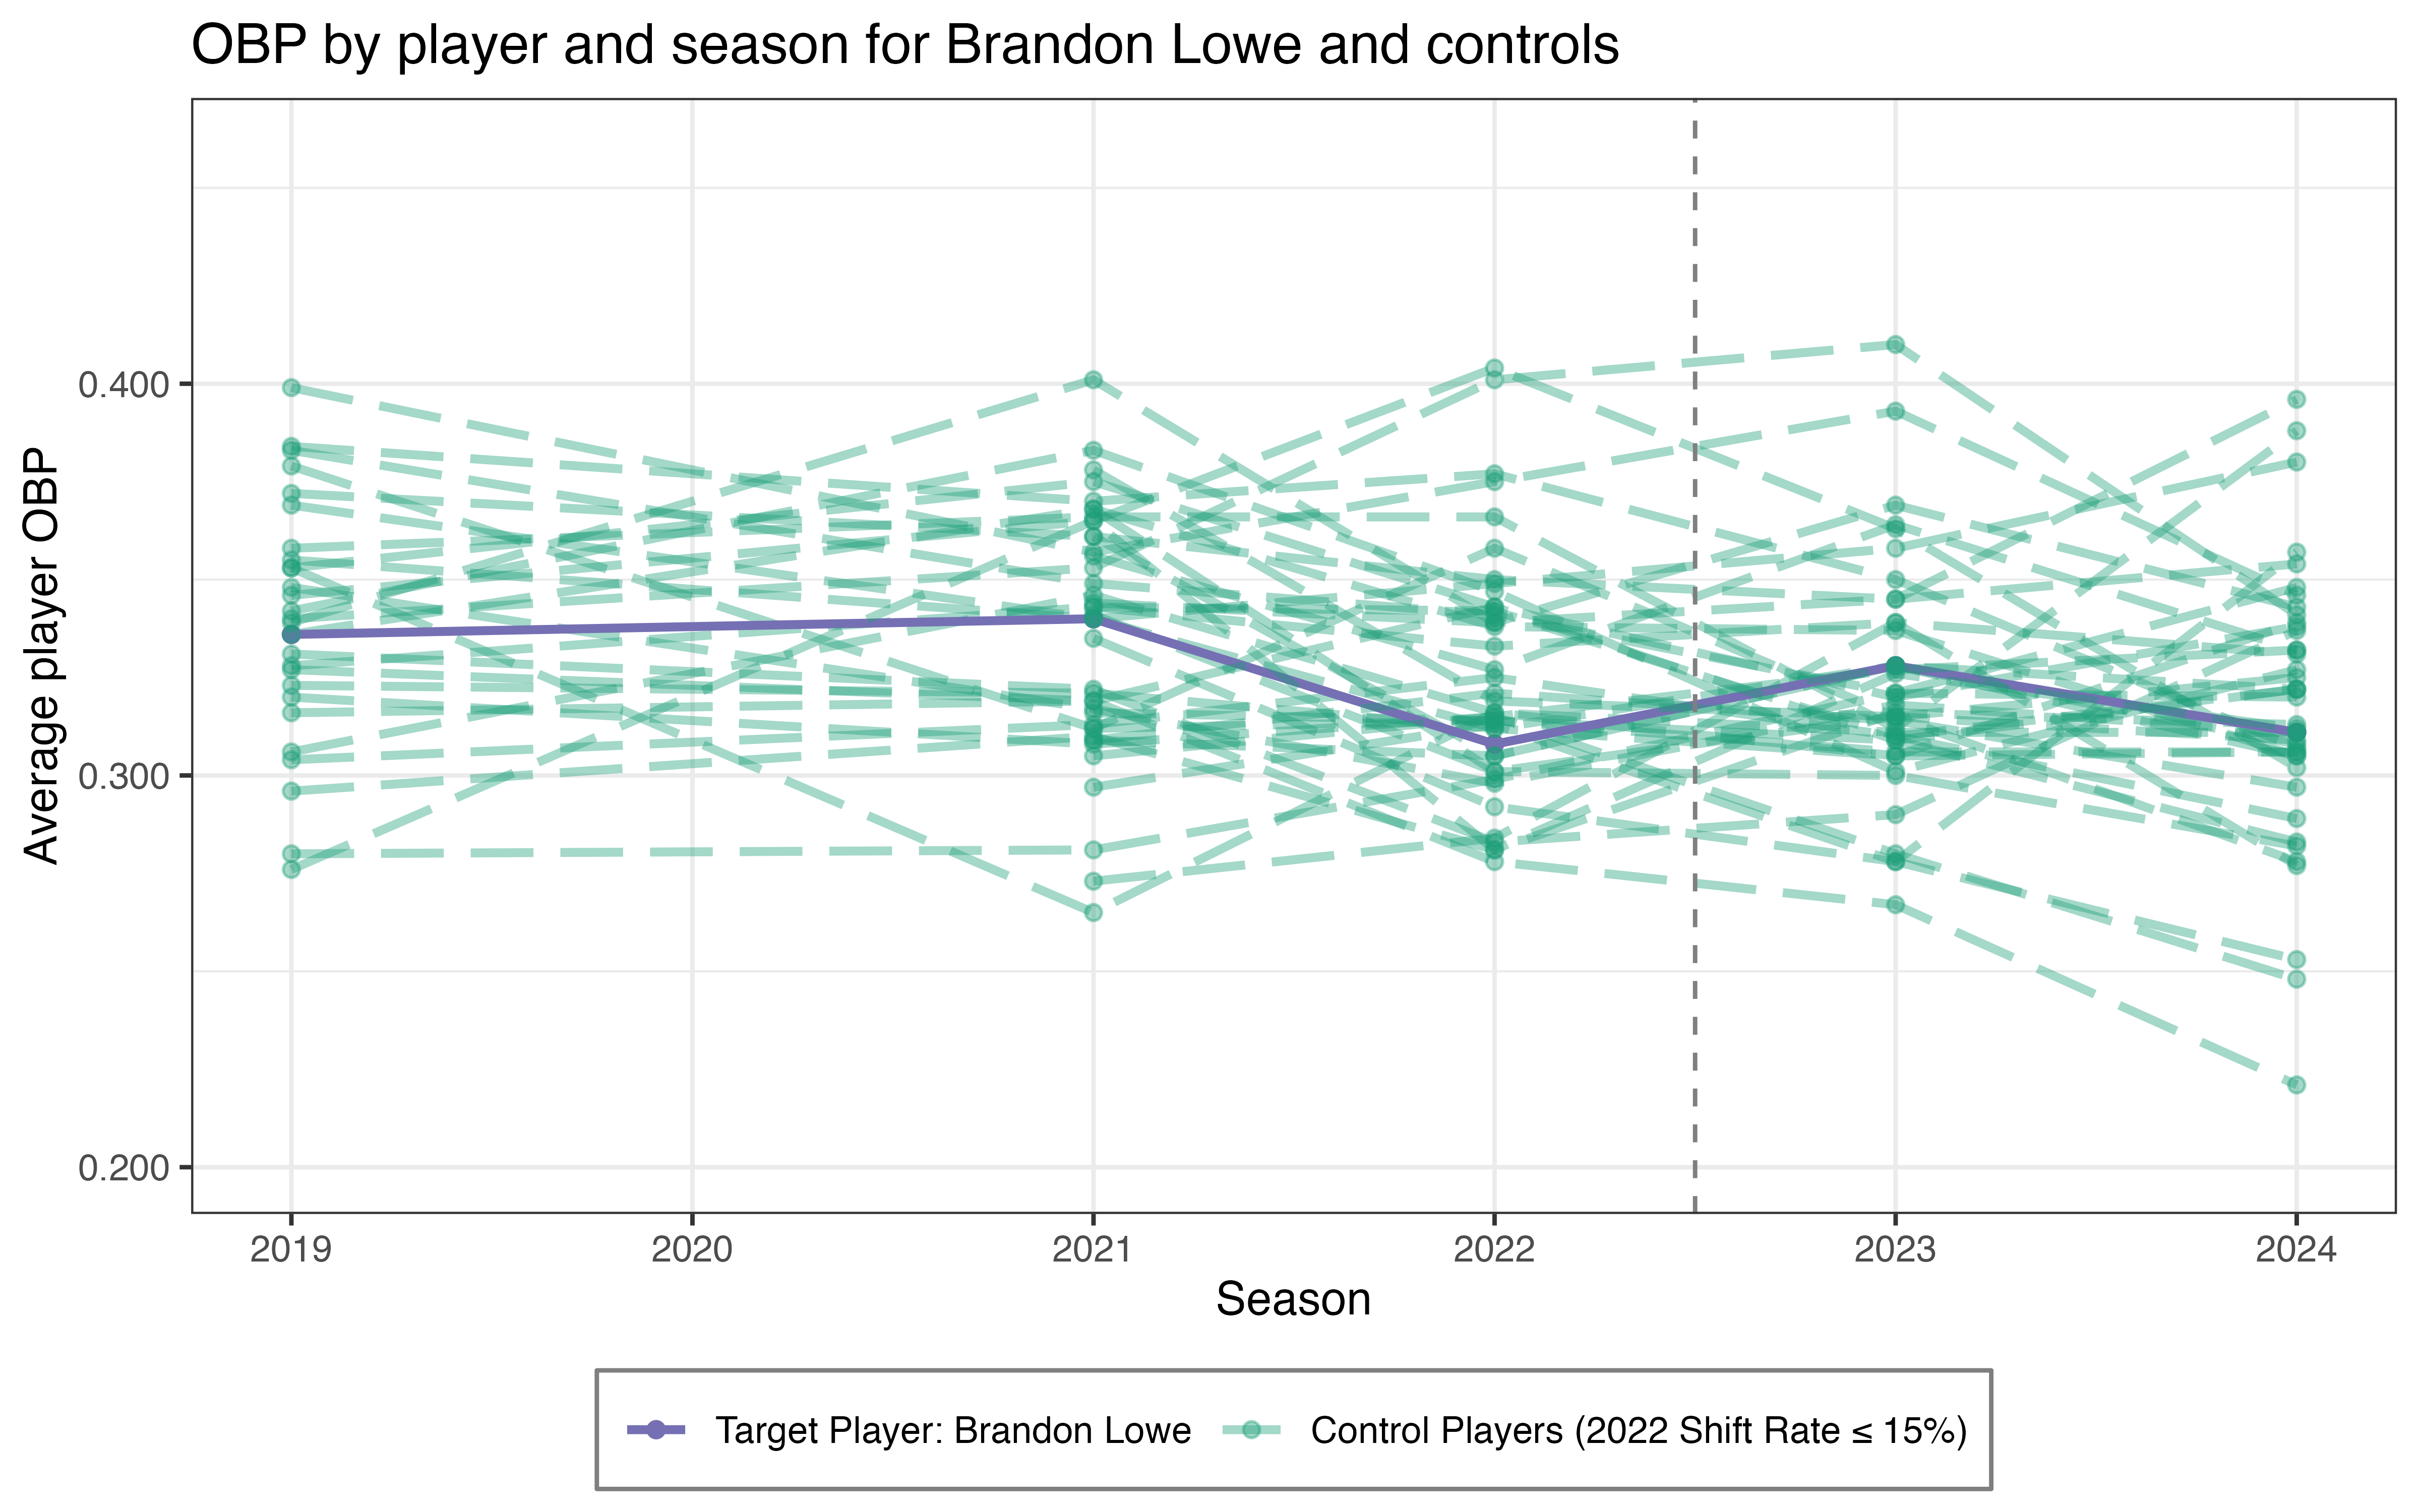 OBP by player and season for Brandon Lowe and controls
Average player OBP
0.400
0.300
0.200
2019 2020 2021 2022 2023 2024
Season
Target Player: Brandon Lowe Control Players (2022 Shift Rate ≤ 15%)